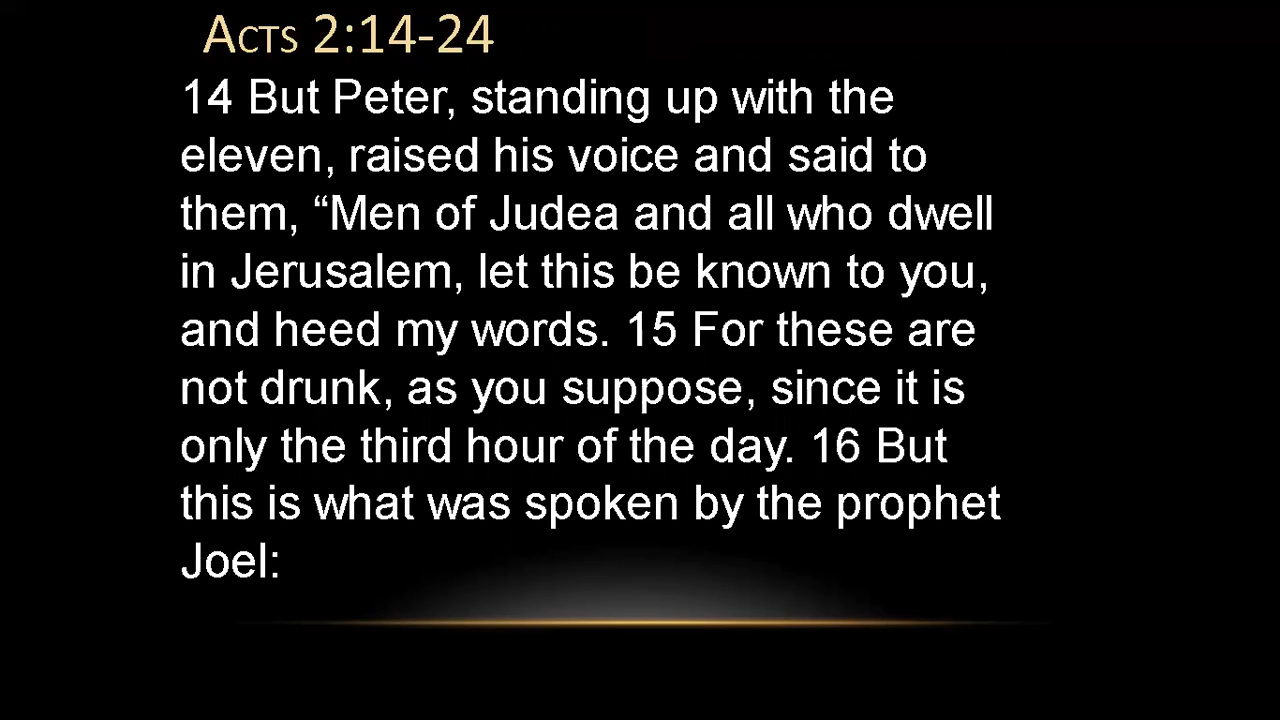 Acts 2:14-24
14 But Peter, standing up with the
eleven, raised his voice and said to
them, “Men of Judea and all who dwell
in Jerusalem, let this be known to you,
and heed my words. 15 For these are
not drunk, as you suppose, since it is
only the third hour of the day. 16 But
this is what was spoken by the prophet
Joel: